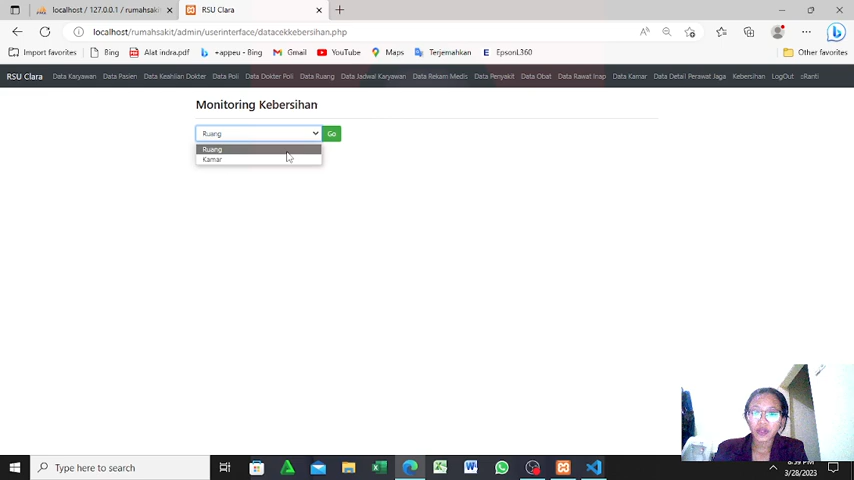 localhost / 127.0.0.1 / rumahsaki
RSU Clara
localhost/rumahsakit/admin/userinterface/datacekkebersihan.php
Import favorites
Bing
Alat indra.pdf
+appeu - Bing
Gmail
YouTube
Maps
Terjemahkan
EpsonL360
Other favorites
RSU Clara Data Karyawan Data Pasien Data Keahlian Dokter Data Poli Data Dokter Poli Data Ruang Data Jadwal Karyawan Data Rekam Medis Data Penyakit Data Obat Data Rawat Inap Data Kamar Data Detail Perawat Jaga Kebersihan LogOut :Ranti
Monitoring Kebersihan
Ruang
Go
Ruang
Kamar
Type here to search
3/28/2023